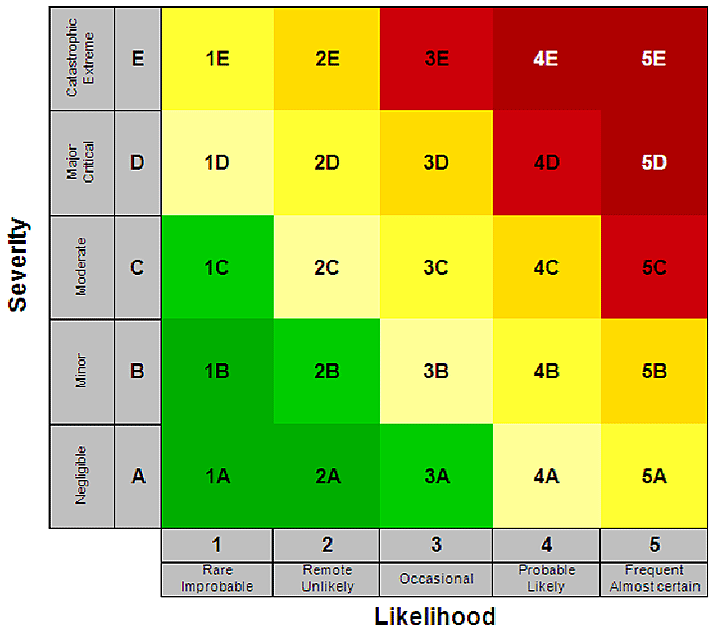 Severity
Catastrophic
Extreme
E
1E
2E
3E
4E
5E
Major
Critical
D
1D
2D
3D
4D
5D
Moderate
C
1C
2C
3C
4C
5C
Minor
B
1B
2B
3B
4B
5B
Negligible
A
1A
2A
3A
4A
5A
1
2
3
4
5
Rare
Improbable
Remote
Unlikely
Occasional
Probable
Likely
Frequent
Almost certain
Likelihood